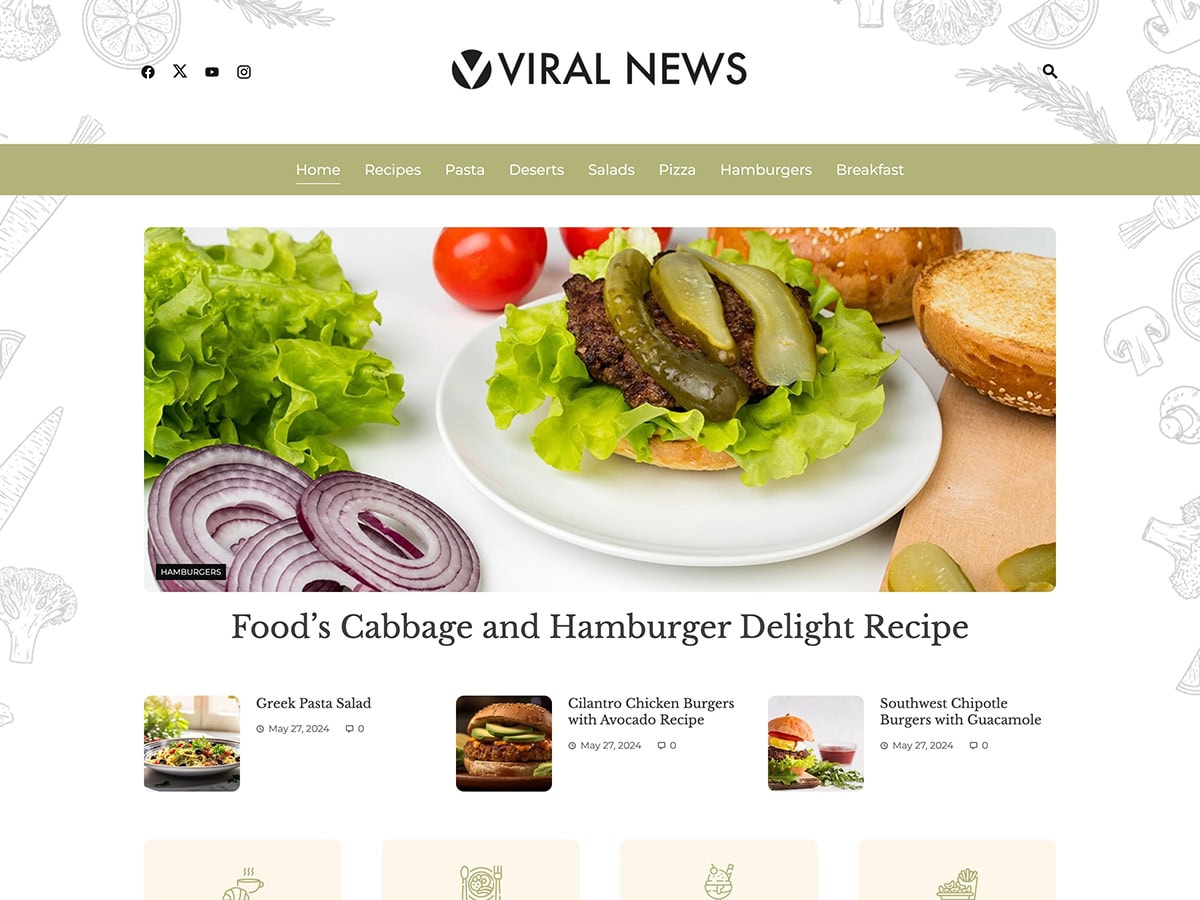 VIRAL NEWS
Home Recipes Pasta Deserts Salads Pizza Hamburgers Breakfast
HAMBURGERS
Food’s Cabbage and Hamburger Delight Recipe
Greek Pasta Salad
May 27, 2024 0
Cilantro Chicken Burgers
with Avocado Recipe
May 27, 2024 0
Southwest Chipotle
Burgers with Guacamole
May 27, 2024 0